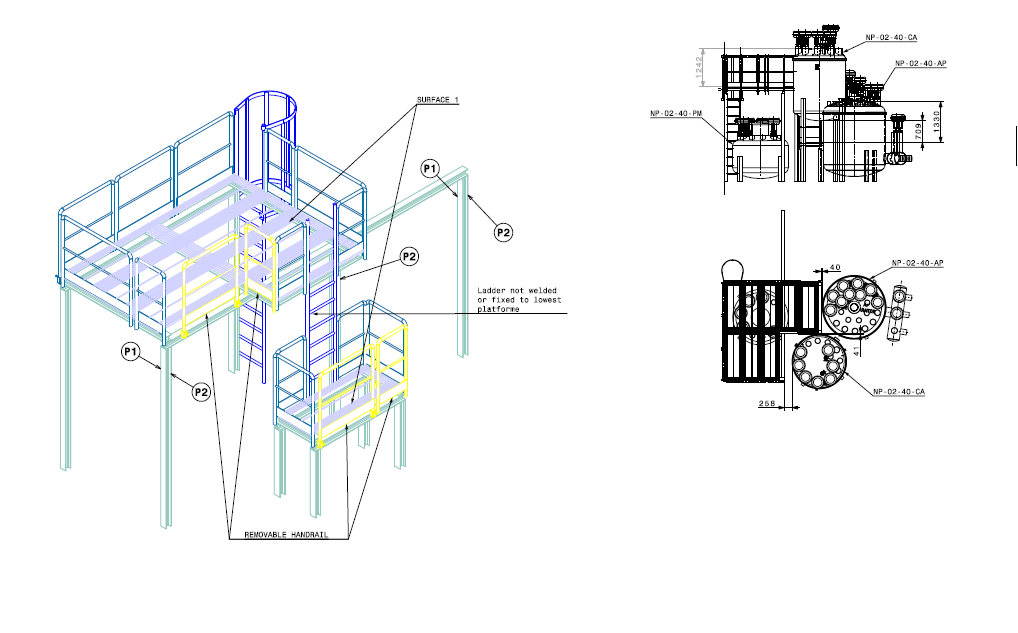 SURFACE 1
P1
P2
P2
Ladder not welded
or fixed to lowest
platforme
P1
P2
REMOVABLE HANDRAIL
NP-02-40-CA
1242
NP-02-40-AP
NP-02-40-PM
709
1330
40
NP-02-40-AP
41
NP-02-40-CA
258